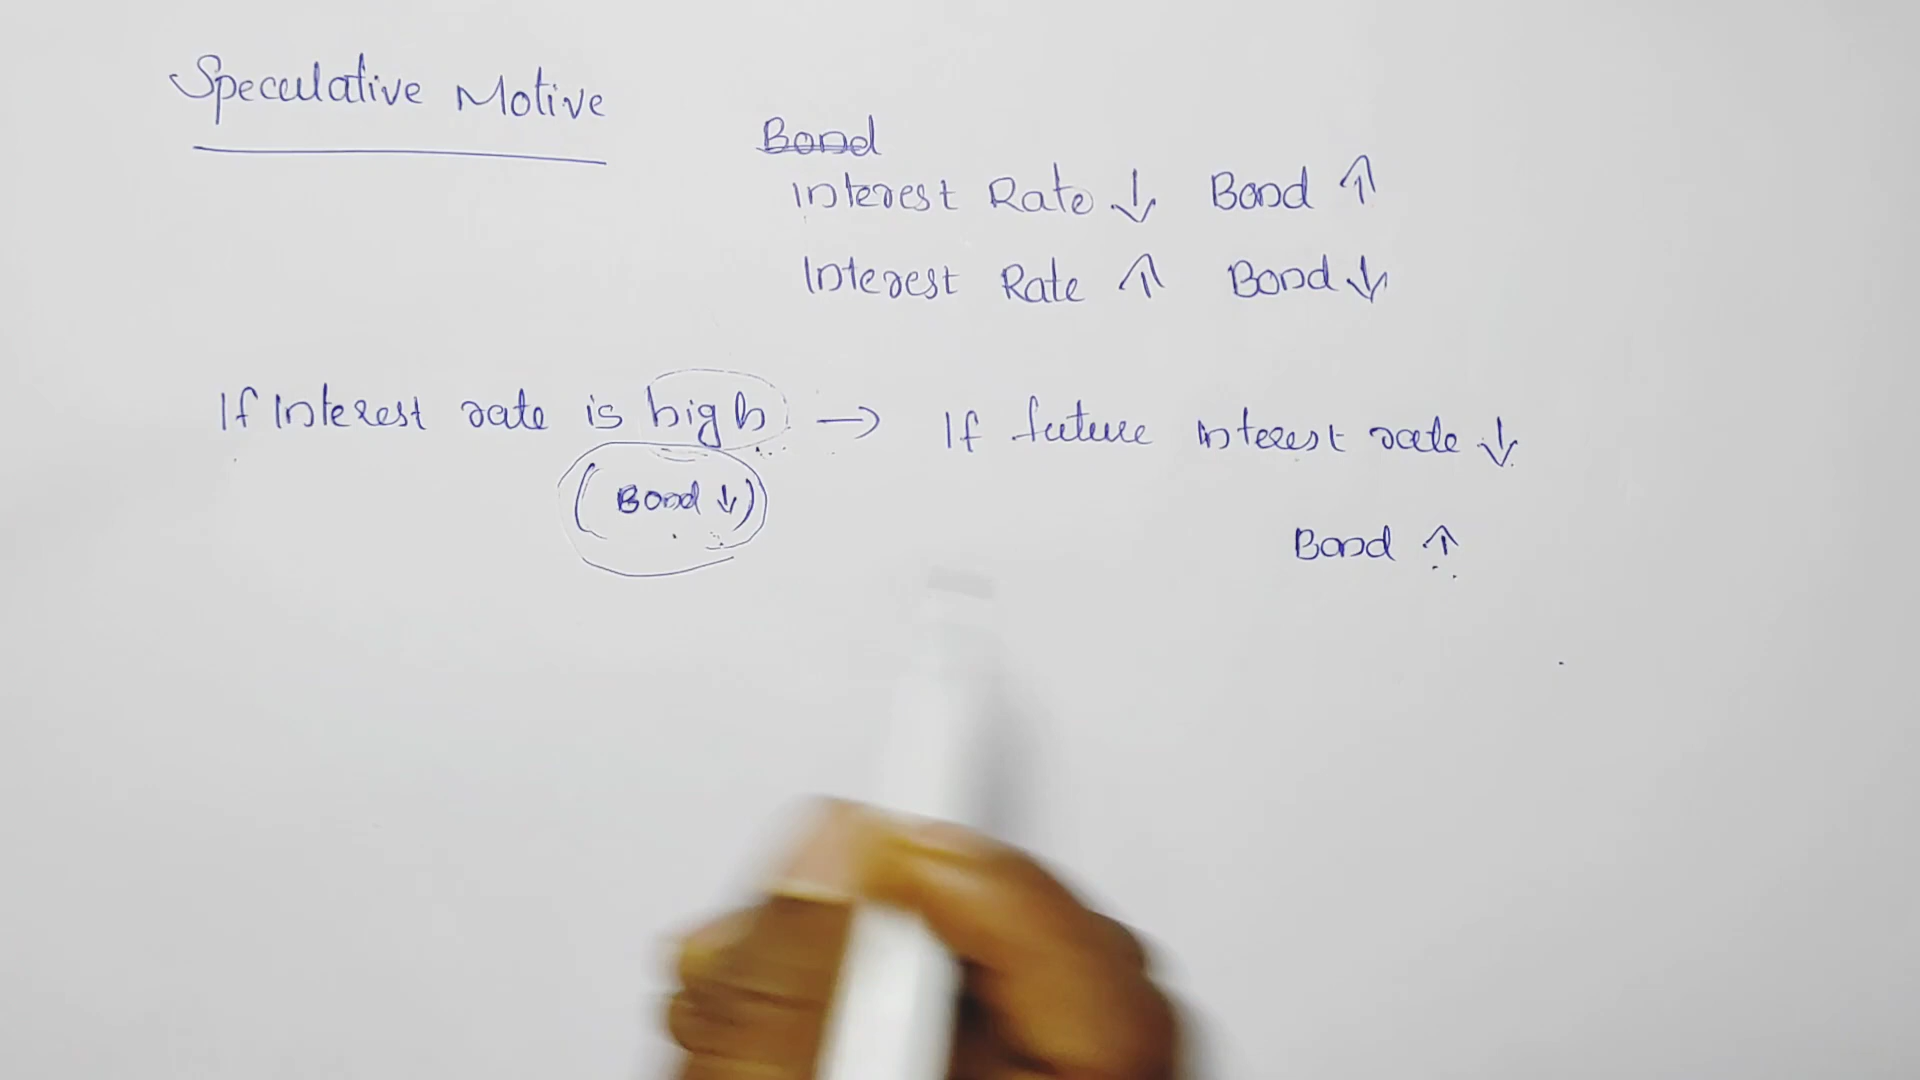 Speculative Motive
Bond
Interest Rate ↓ Bond ↑
Interest Rate ↑ Bond ↓
If Interest rate is high → If future interest rate ↓
(Bond ↓)
Bond ↑